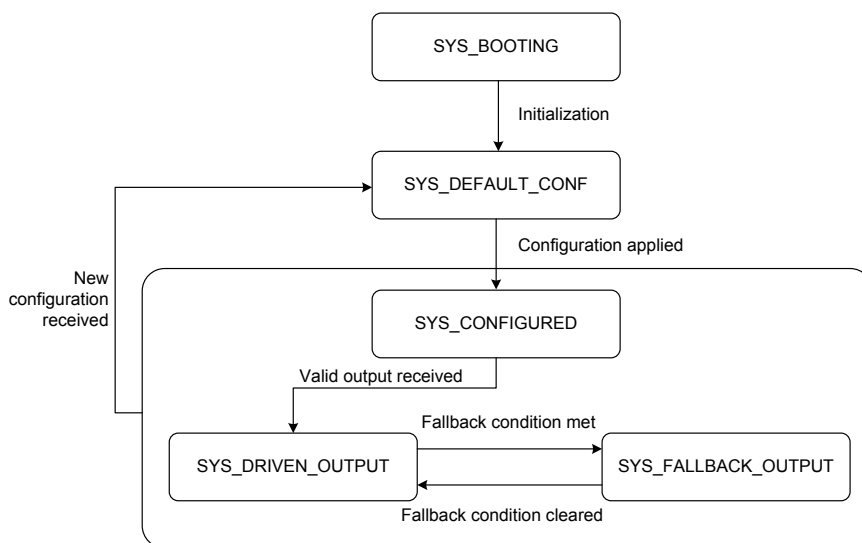 SYS_BOOTING
Initialization
SYS_DEFAULT_CONF
Configuration applied
New
configuration
received
SYS_CONFIGURED
Valid output received
Fallback condition met
SYS_DRIVEN_OUTPUT
SYS_FALLBACK_OUTPUT
Fallback condition cleared